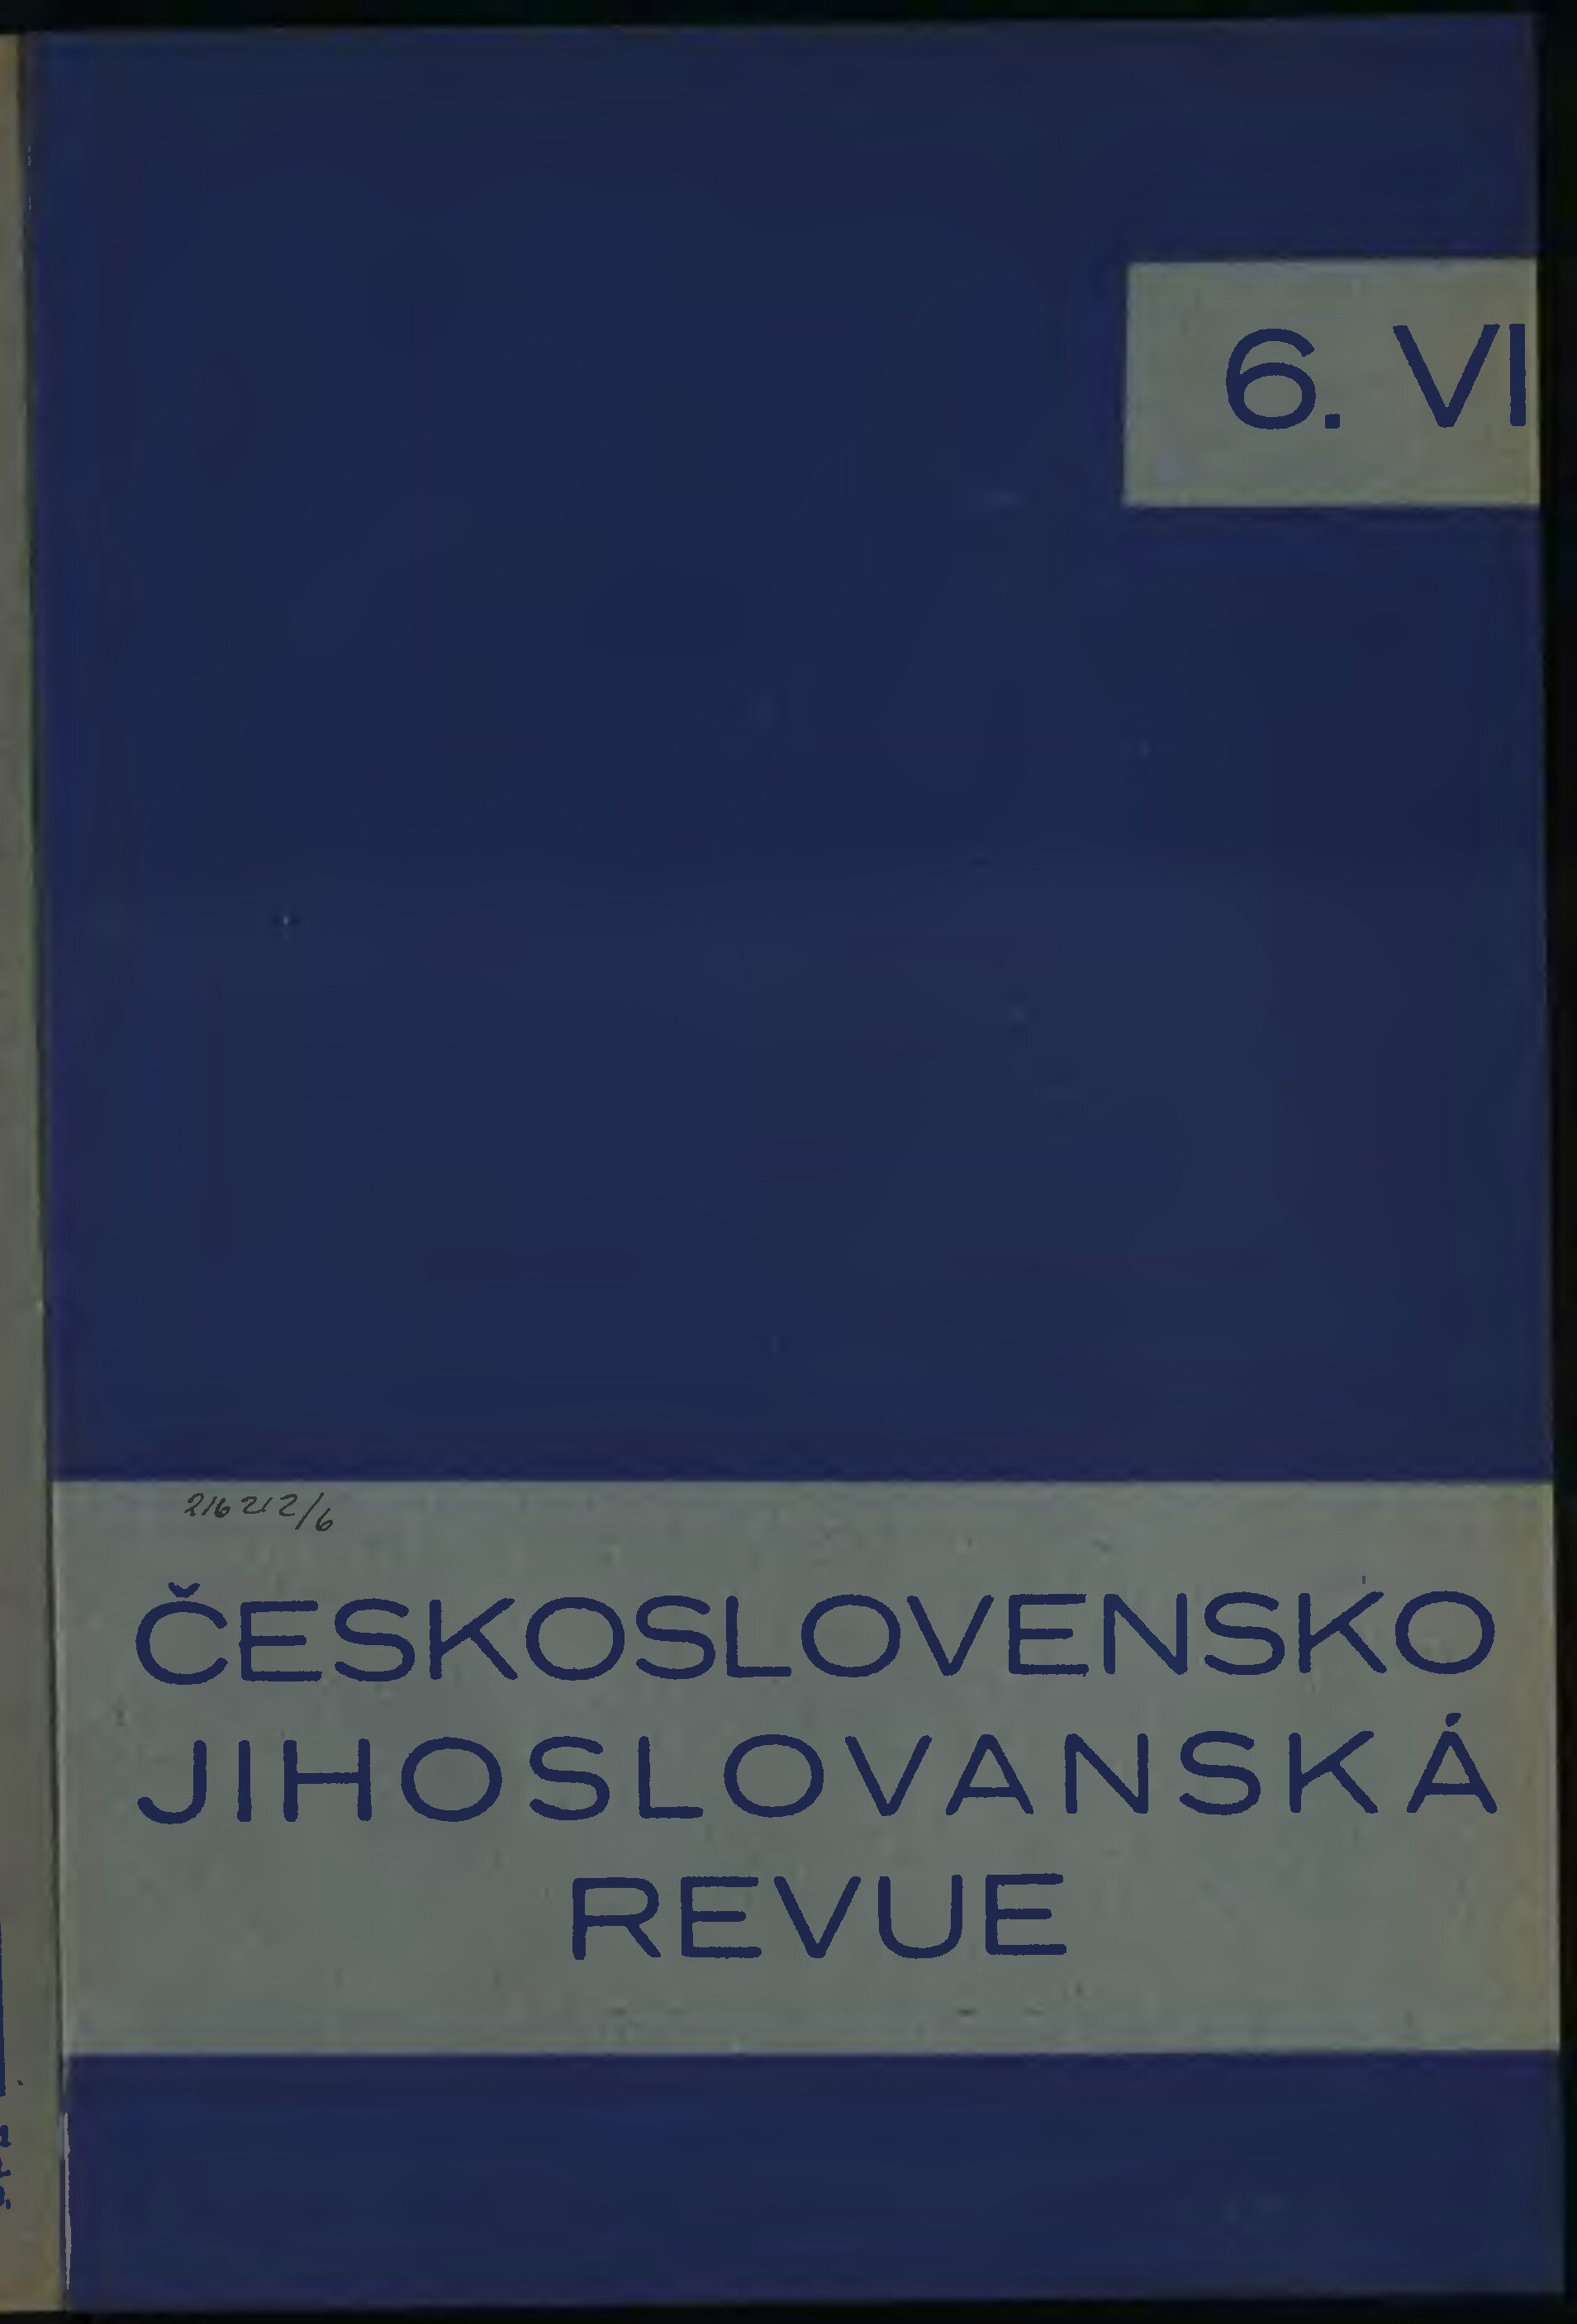 6. VI
216212/6
ČESKOSLOVENSKO
JIHOSLOVANSKÁ
REVUE